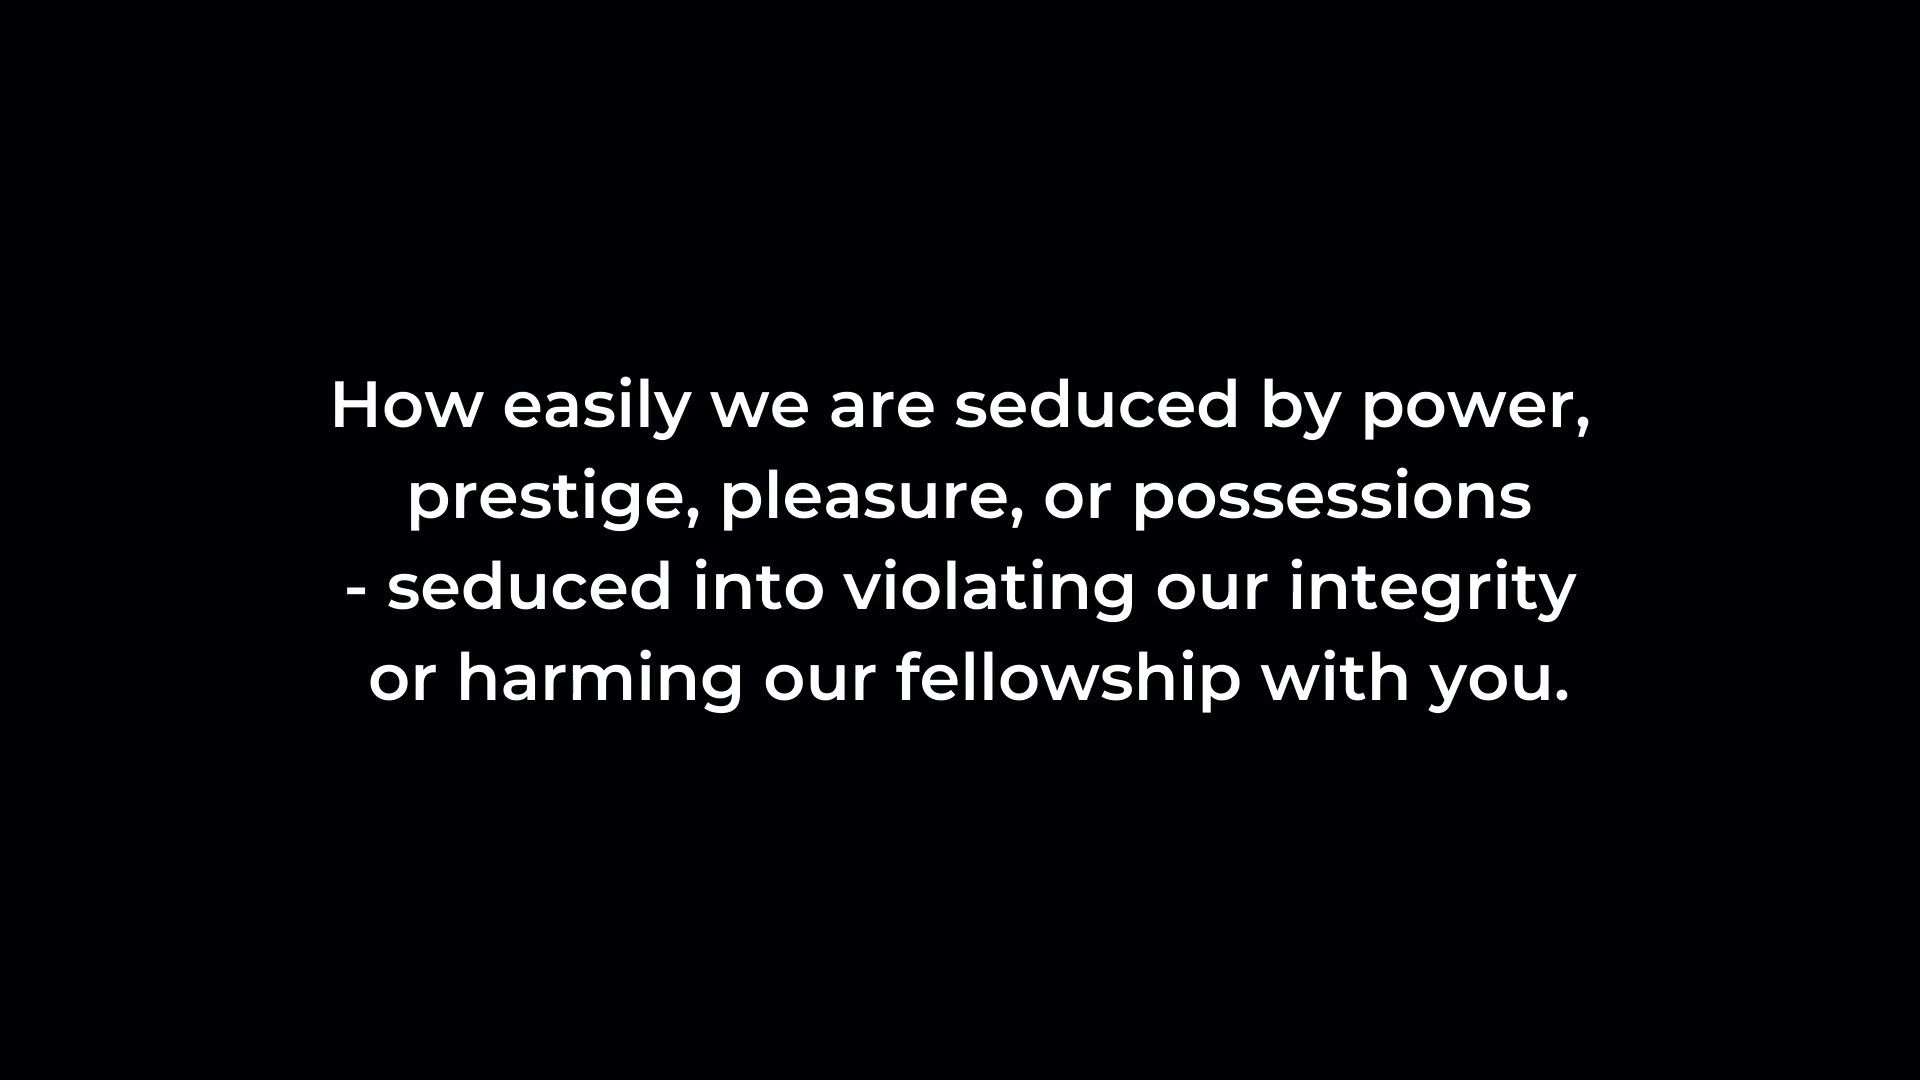 How easily we are seduced by power,
prestige, pleasure, or possessions
- seduced into violating our integrity
or harming our fellowship with you.